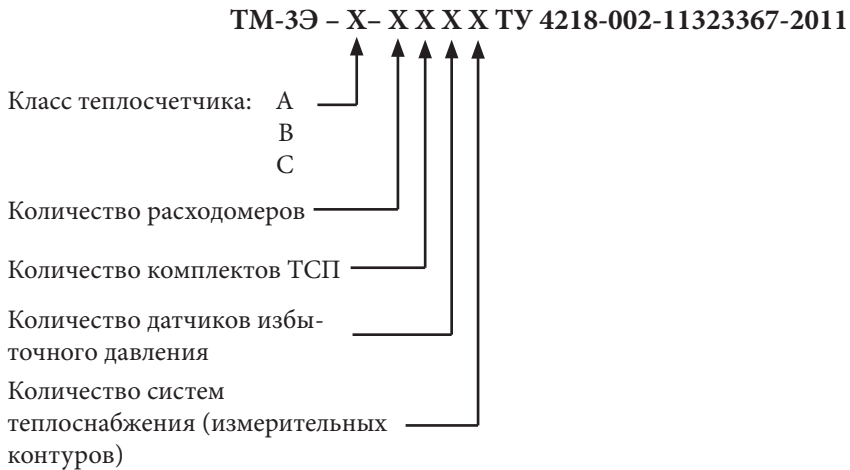 ТМ-3Э – Х– Х Х Х Х ТУ 4218-002-11323367-2011
Класс теплосчетчика: А
В
С
Количество расходомеров
Количество комплектов ТСП
Количество датчиков избы-
точного давления
Количество систем
теплоснабжения (измерительных
контуров)